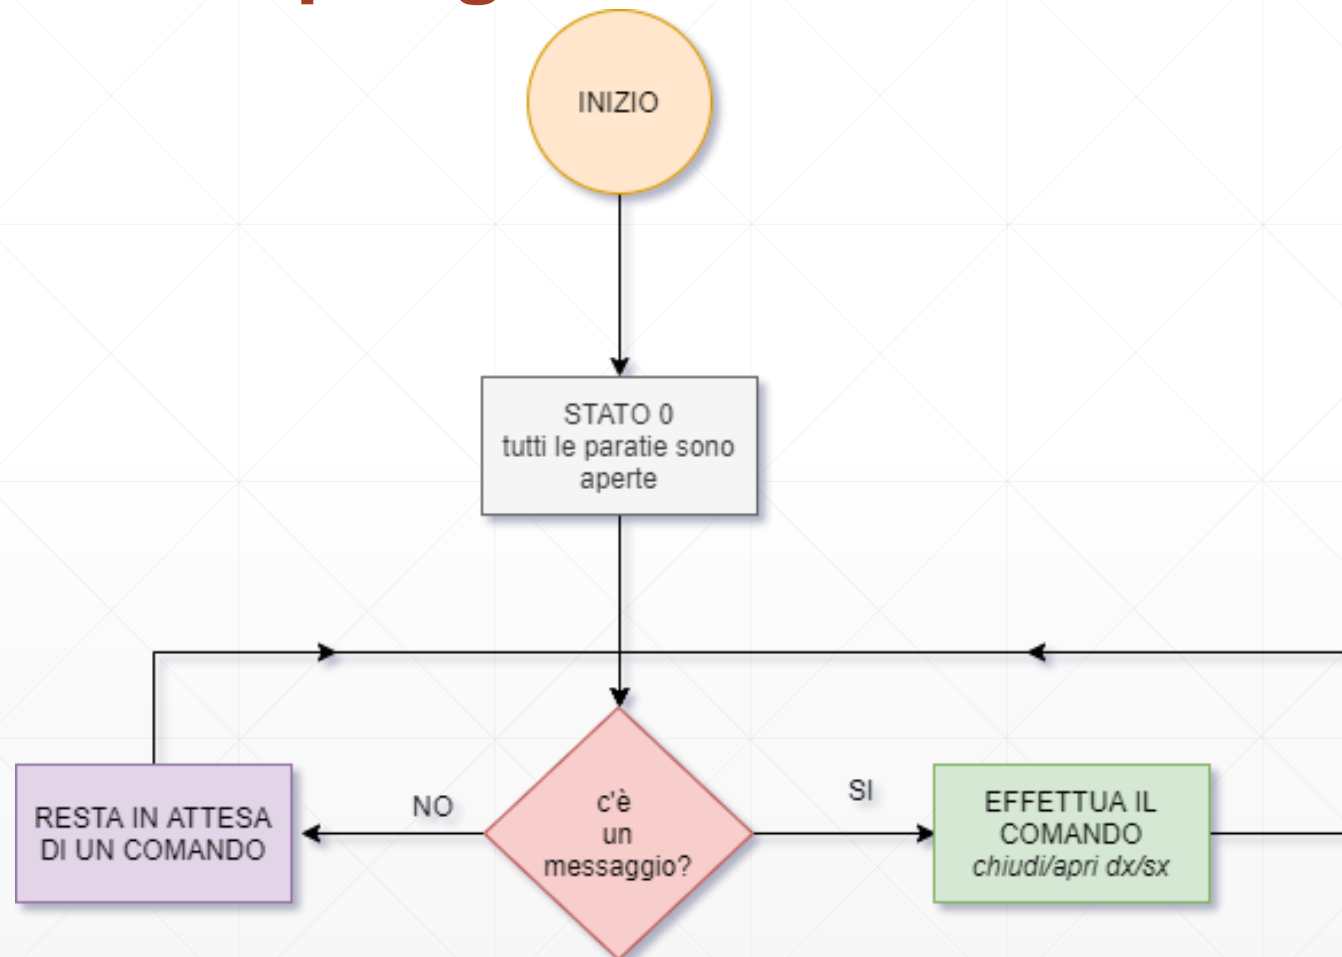 INIZIO
STATO 0
tutti le paratie sono
aperte
NO
SI
RESTA IN ATTESA
DI UN COMANDO
c'è
un
messaggio?
EFFETTUA IL
COMANDO
chiudi/apri dx/sx